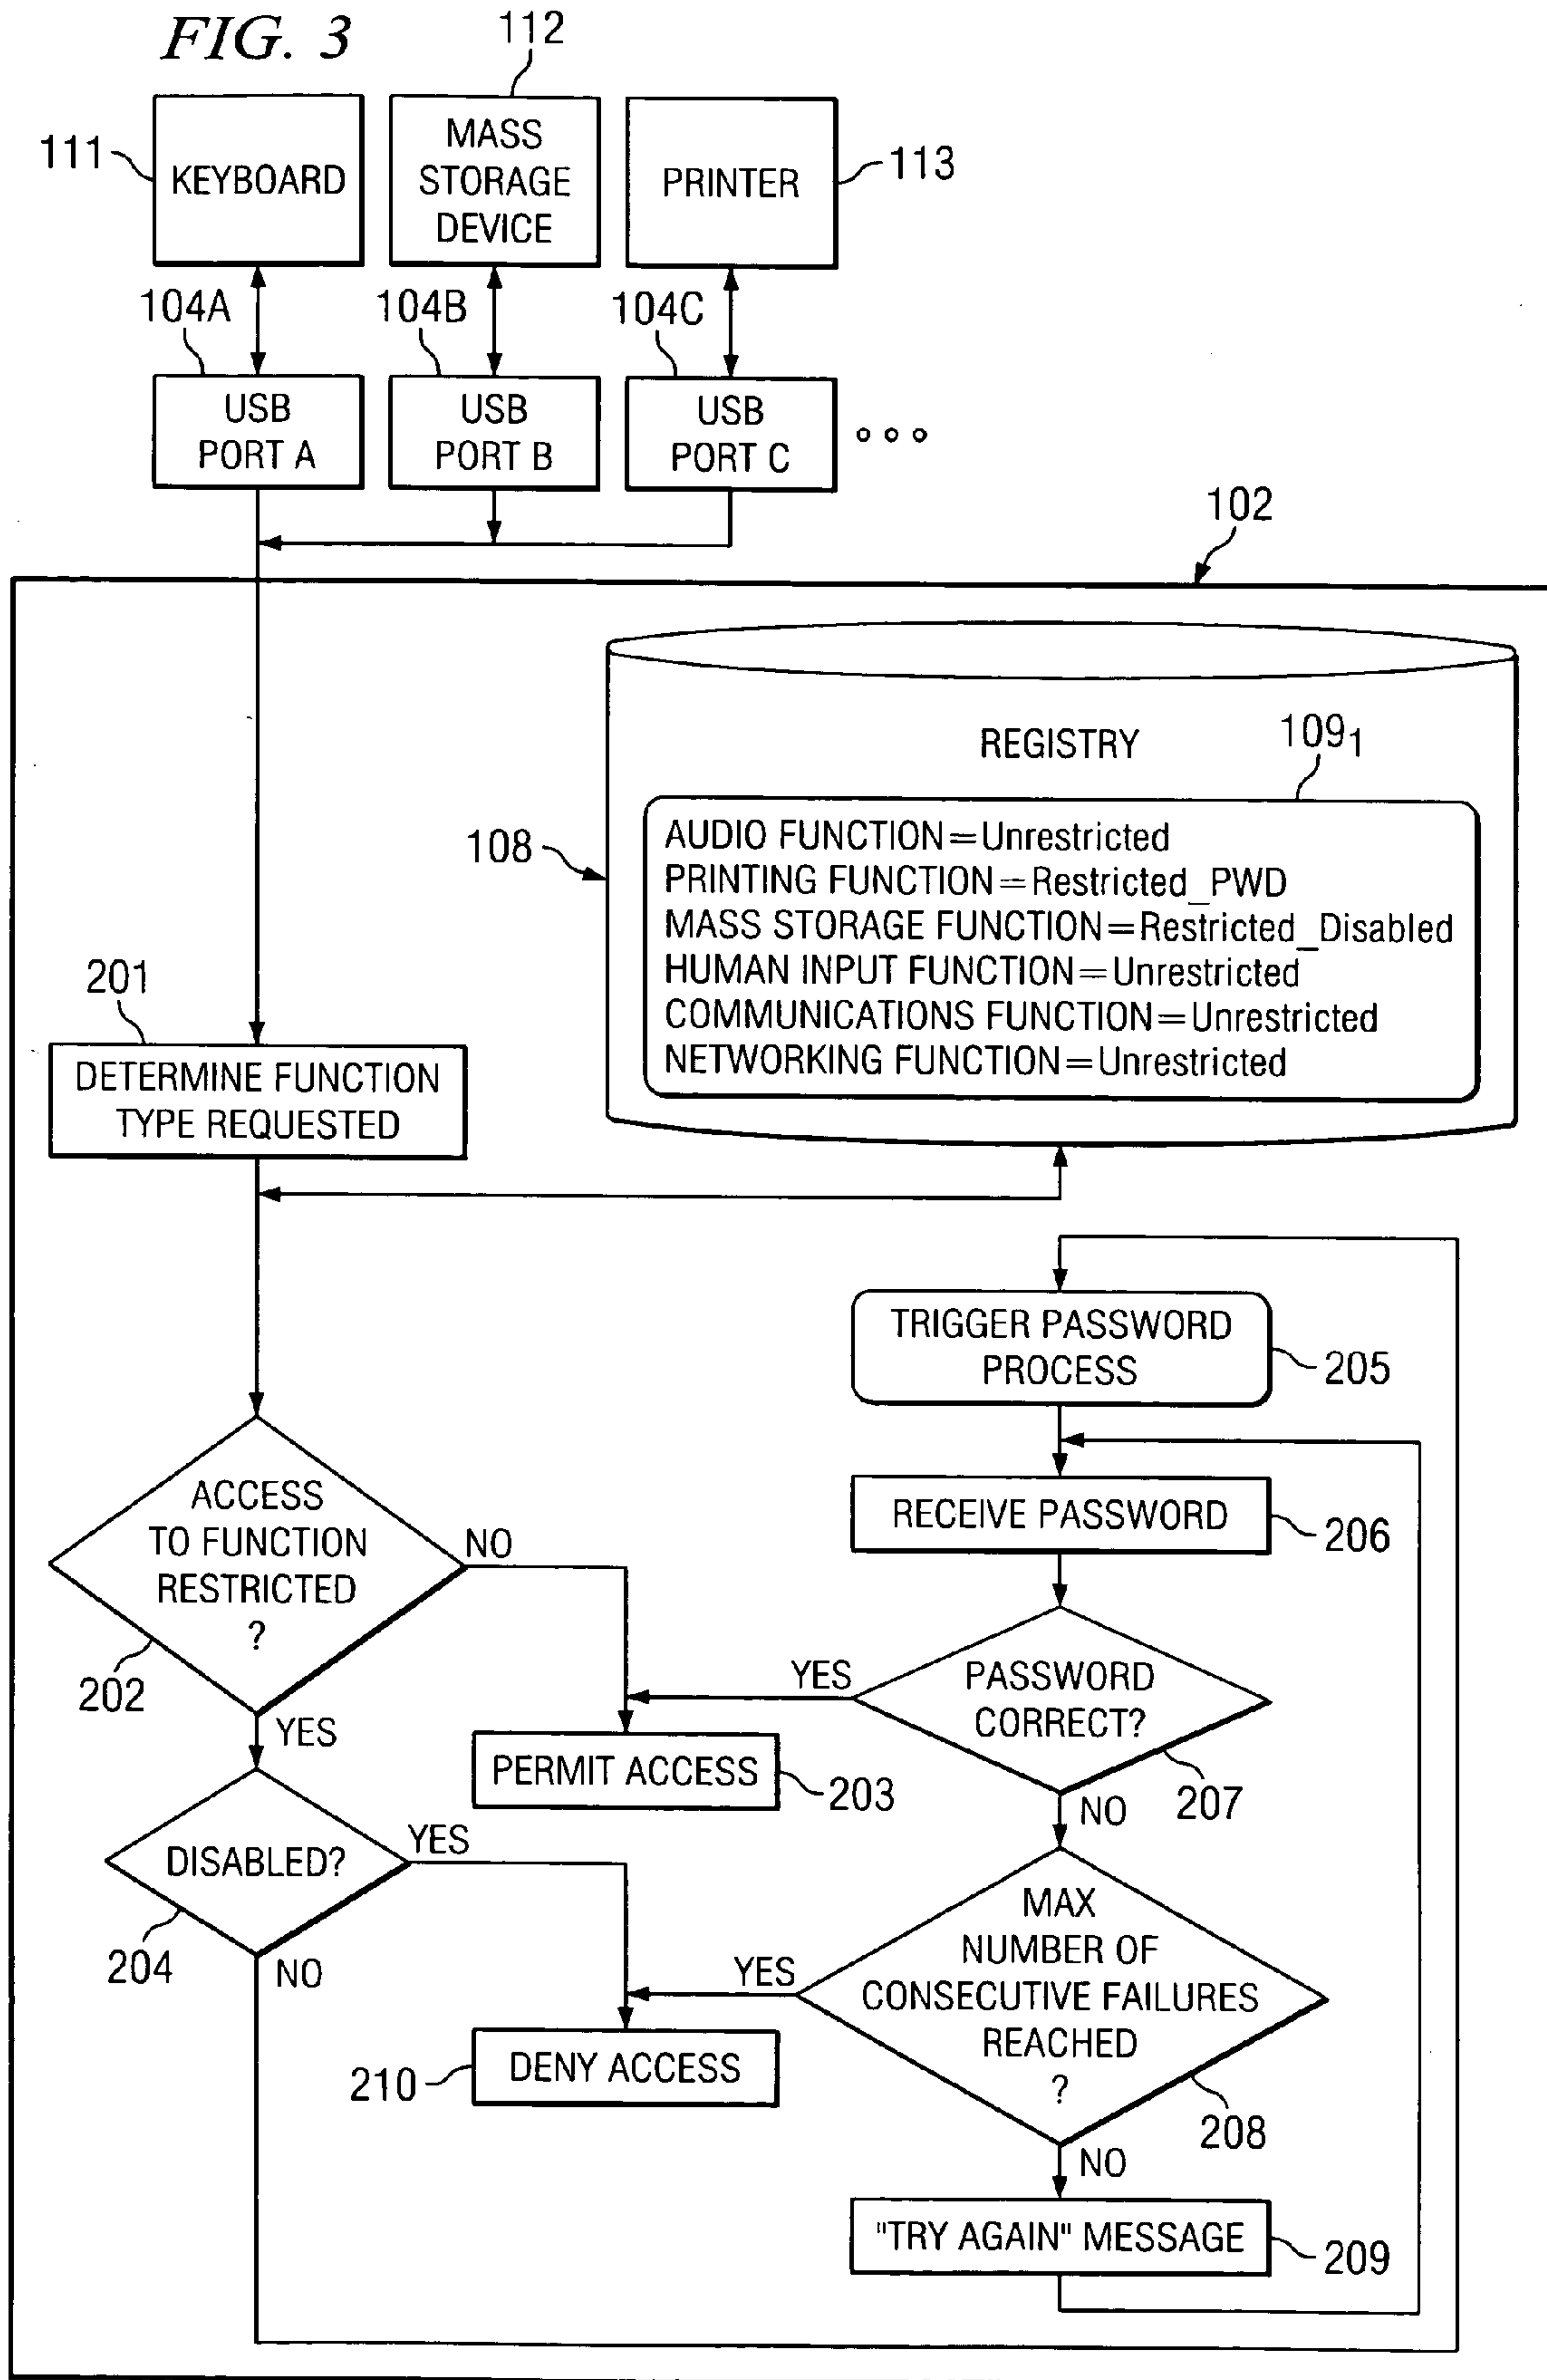 FIG. 3
112
111
KEYBOARD
MASS
STORAGE
DEVICE
PRINTER
113
104A
104B
104C
USB
PORT A
USB
PORT B
USB
PORT C
102
REGISTRY
109₁
108
AUDIO FUNCTION=Unrestricted
PRINTING FUNCTION=Restricted_PWD
MASS STORAGE FUNCTION=Restricted_Disabled
HUMAN INPUT FUNCTION=Unrestricted
COMMUNICATIONS FUNCTION=Unrestricted
NETWORKING FUNCTION=Unrestricted
201
DETERMINE FUNCTION
TYPE REQUESTED
TRIGGER PASSWORD
PROCESS
205
ACCESS
TO FUNCTION
RESTRICTED
?
NO
202
YES
RECEIVE PASSWORD
206
PASSWORD
CORRECT?
YES
207
NO
PERMIT ACCESS
203
DISABLED?
YES
204
NO
MAX
NUMBER OF
CONSECUTIVE FAILURES
REACHED
?
YES
208
NO
210
DENY ACCESS
"TRY AGAIN" MESSAGE
209